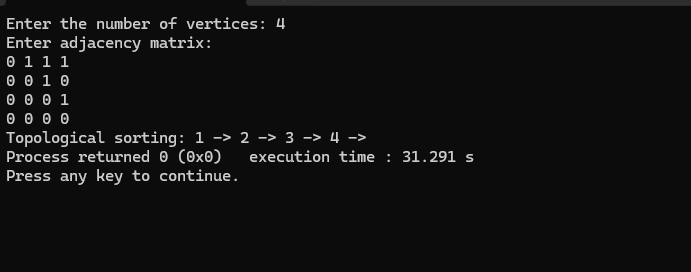 Enter the number of vertices: 4
Enter adjacency matrix:
0 1 1 1
0 0 1 0
0 0 0 1
0 0 0 0
Topological sorting: 1 -> 2 -> 3 -> 4 ->
Process returned 0 (0x0)   execution time : 31.291 s
Press any key to continue.